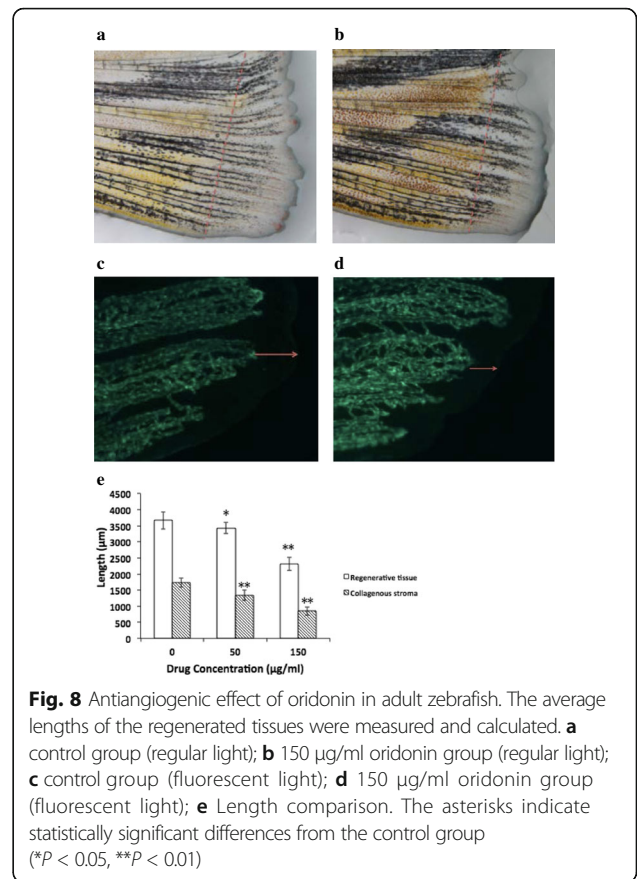 a b
c d
e
4500
4000
3500
3000
2500
2000
1500
1000
500
0
Length (µm)
*
**
**
**
Regenerative tissue
Collagenous stroma
0 50 150
Drug Concentration (µg/ml)
Fig. 8 Antiangiogenic effect of oridonin in adult zebrafish. The average
lengths of the regenerated tissues were measured and calculated. a
control group (regular light); b 150 µg/ml oridonin group (regular light);
c control group (fluorescent light); d 150 µg/ml oridonin group
(fluorescent light); e Length comparison. The asterisks indicate
statistically significant differences from the control group
(*P < 0.05, **P < 0.01)